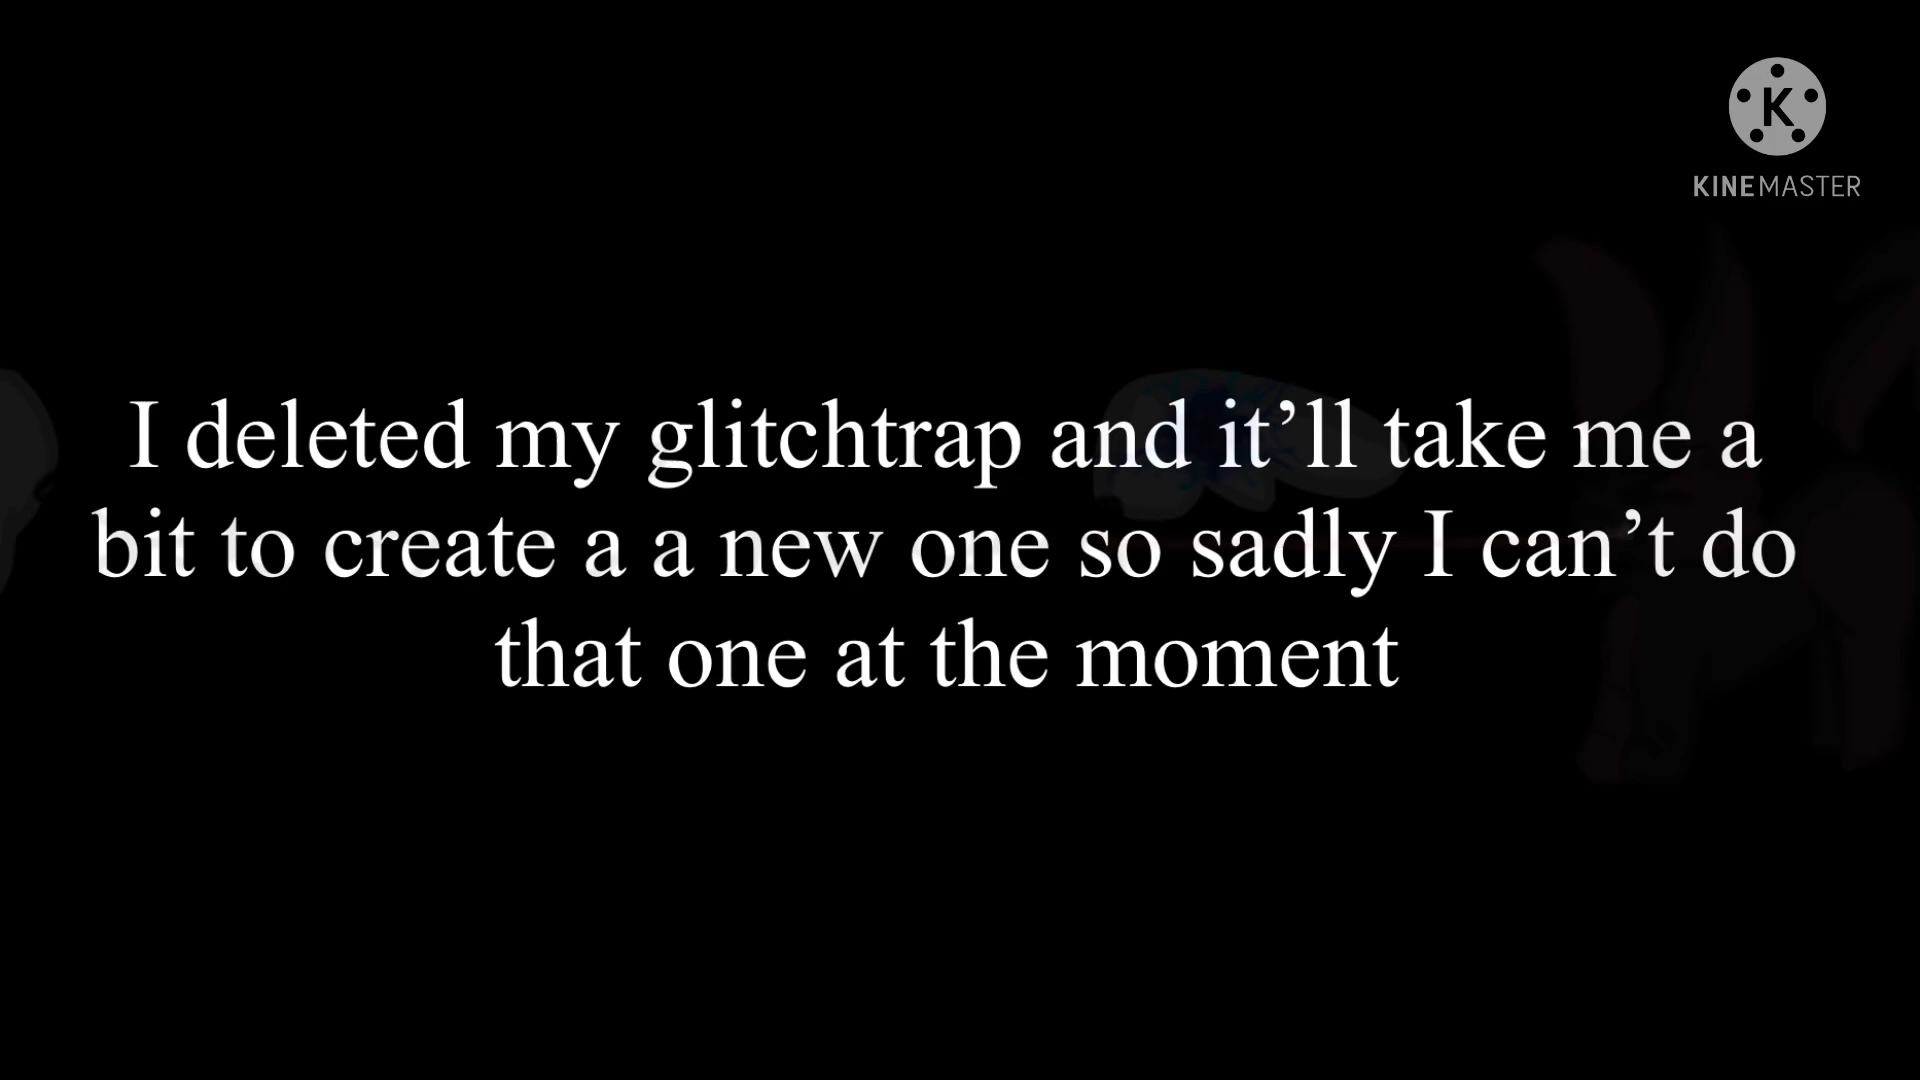 K
KINEMASTER
I deleted my glitchtrap and it’ll take me a
bit to create a a new one so sadly I can’t do
that one at the moment